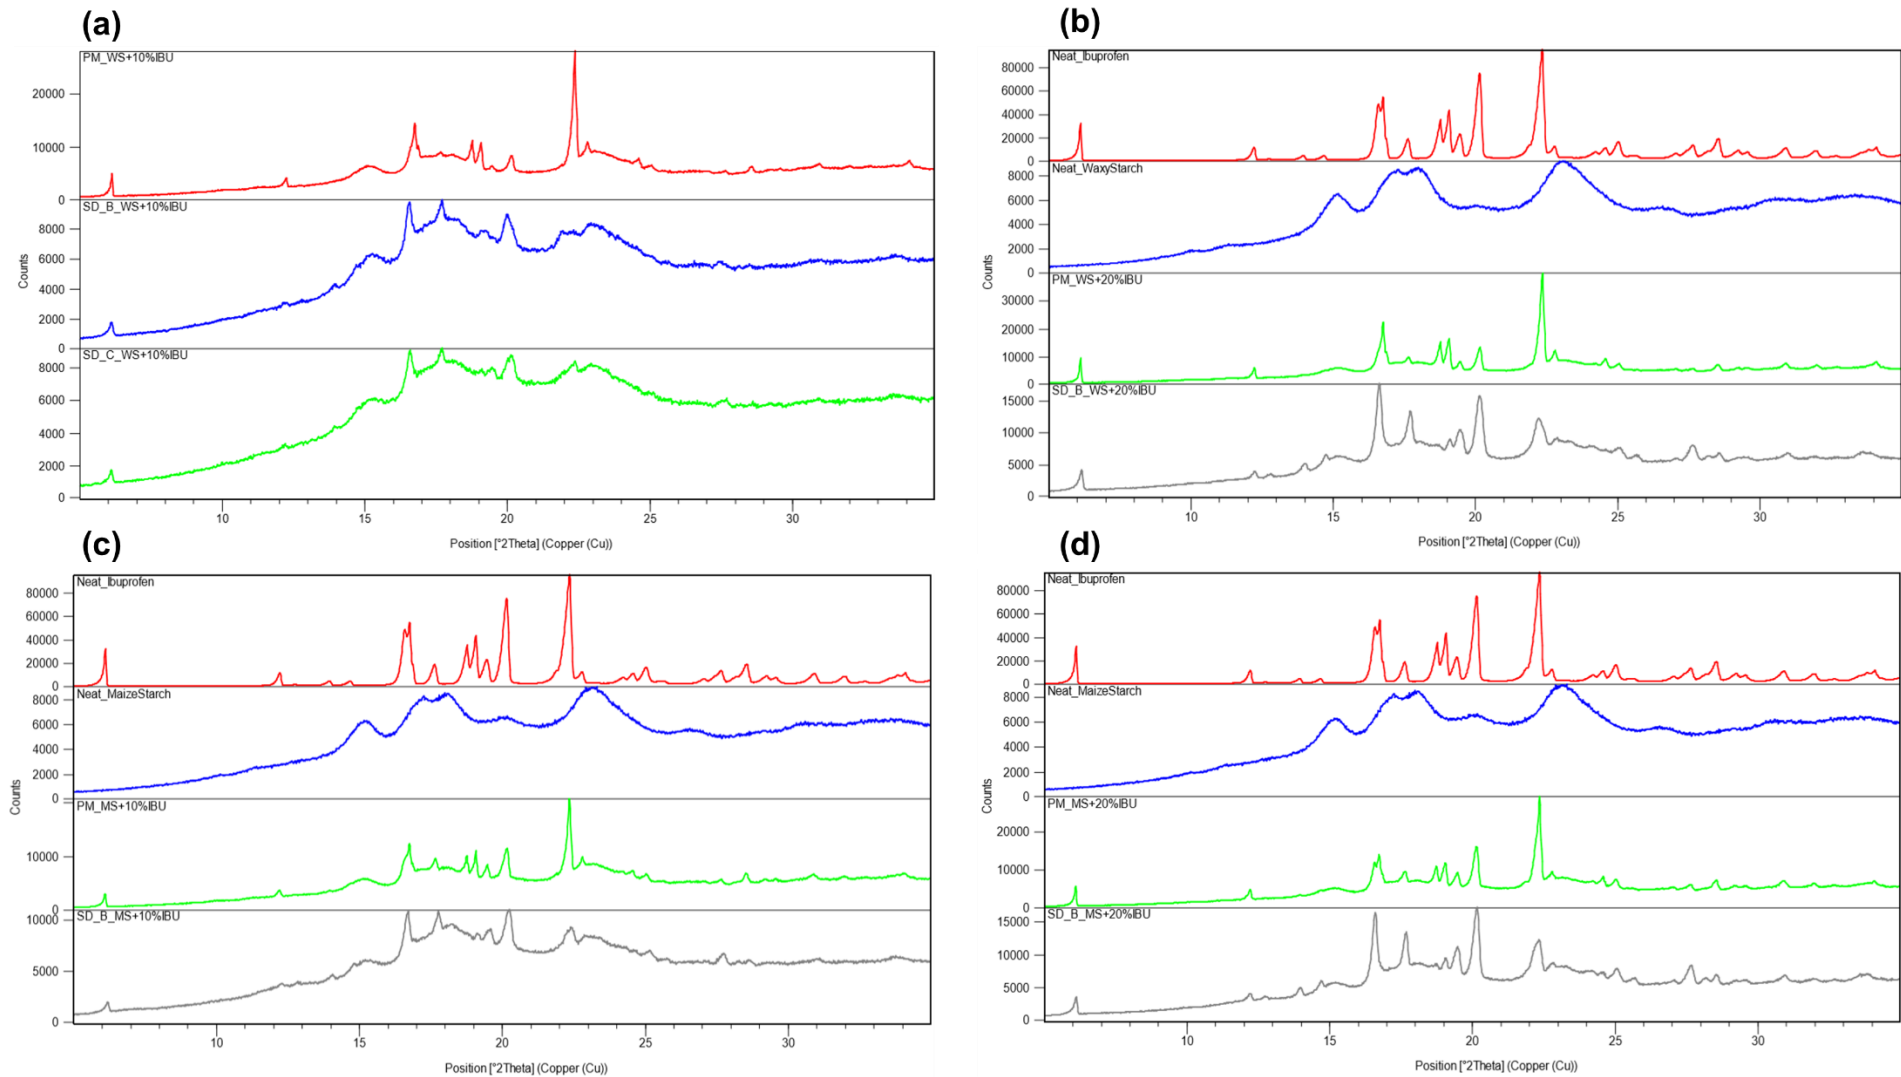 (a)
PM_WS+10%IBU
20000
10000
0
SD_B_WS+10%IBU
8000
6000
4000
2000
0
SD_C_WS+10%IBU
8000
6000
4000
2000
0
Counts
10 15 20 25 30
Position [°2Theta] (Copper (Cu))
(b)
Neat_Ibuprofen
80000
60000
40000
20000
0
Neat_WaxyStarch
8000
6000
4000
2000
0
PM_WS+20%IBU
30000
20000
10000
0
SD_B_WS+20%IBU
15000
10000
5000
0
Counts
10 15 20 25 30
Position [°2Theta] (Copper (Cu))
(c)
Neat_Ibuprofen
80000
60000
40000
20000
0
Neat_MaizeStarch
8000
6000
4000
2000
0
PM_MS+10%IBU
10000
0
SD_B_MS+10%IBU
10000
5000
0
Counts
10 15 20 25 30
Position [°2Theta] (Copper (Cu))
(d)
Neat_Ibuprofen
80000
60000
40000
20000
0
Neat_MaizeStarch
8000
6000
4000
2000
0
PM_MS+20%IBU
20000
10000
0
SD_B_MS+20%IBU
15000
10000
5000
0
Counts
10 15 20 25 30
Position [°2Theta] (Copper (Cu))